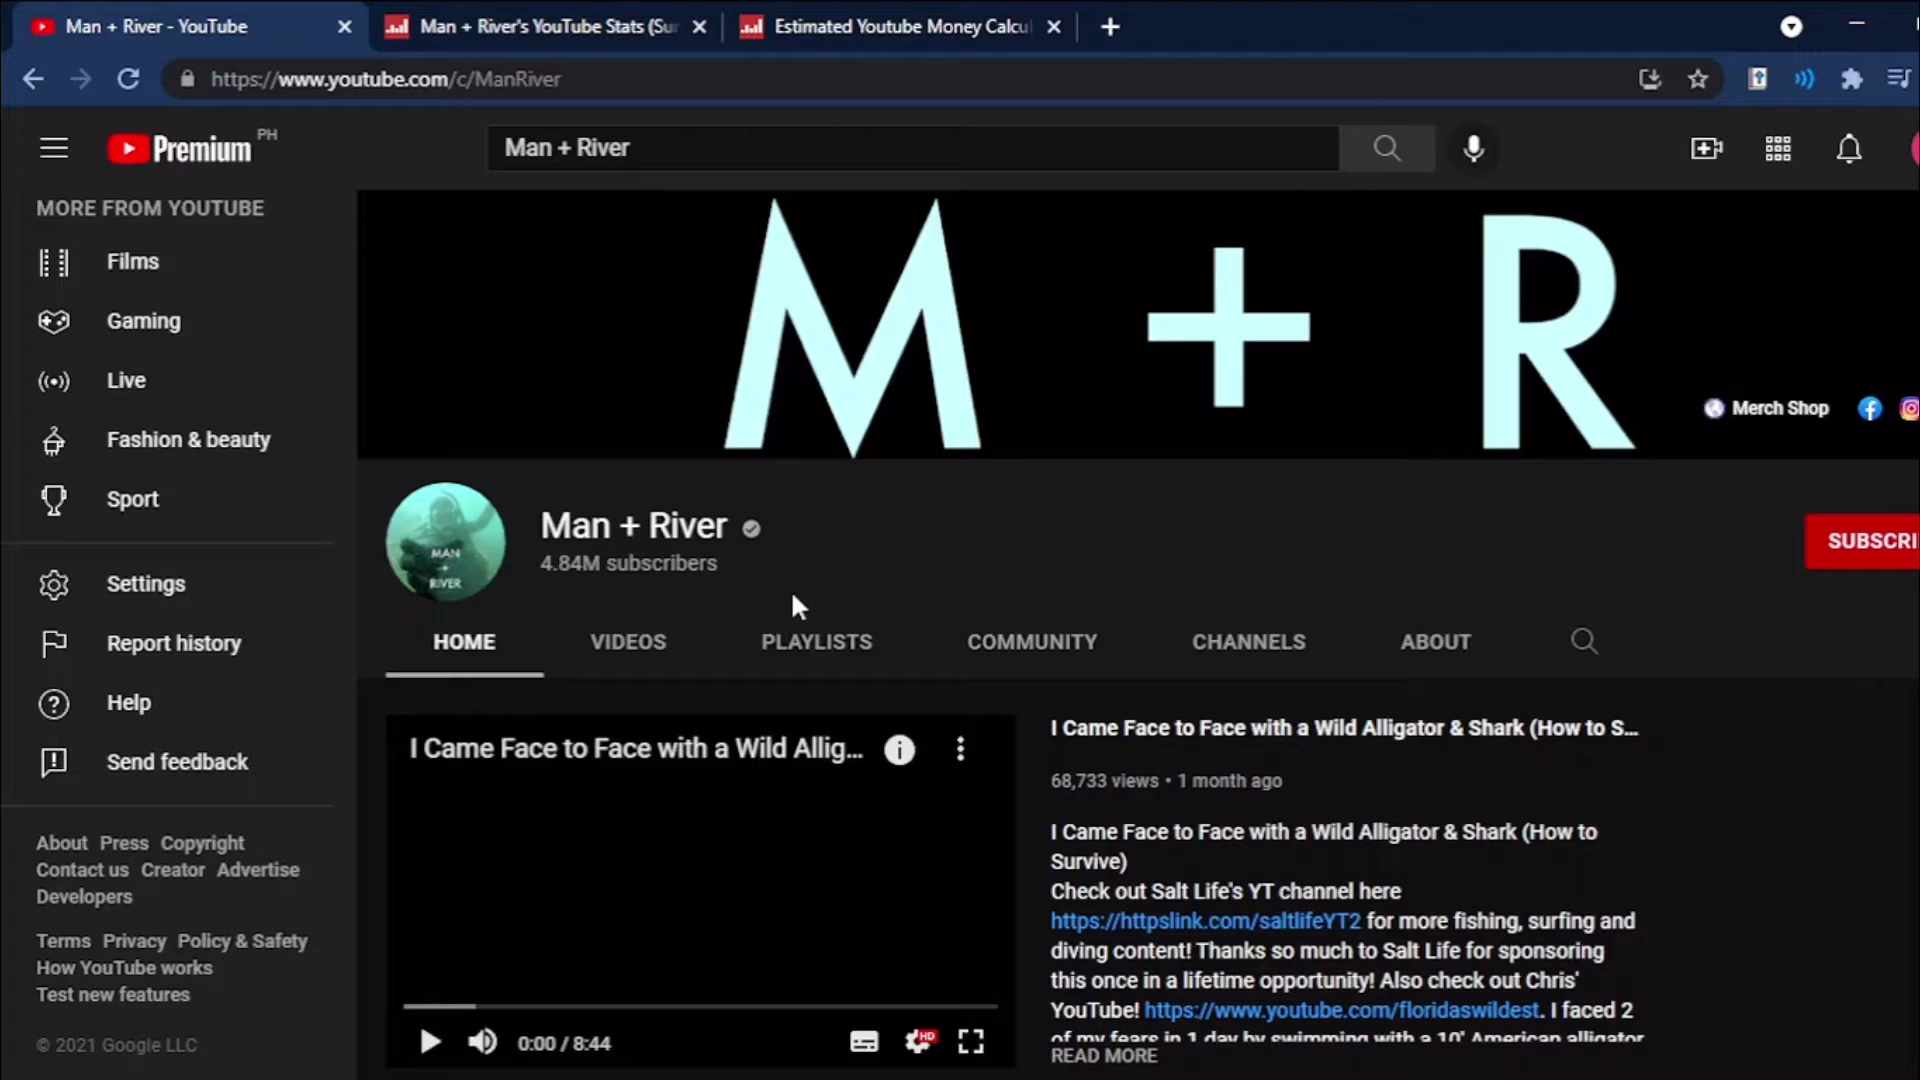 Man + River - YouTube
Man + River's YouTube Stats (Su
Estimated Youtube Money Calcu
https://www.youtube.com/c/ManRiver
Premium PH
Man + River
MORE FROM YOUTUBE
Films
Gaming
Live
Fashion & beauty
Sport
Settings
Report history
Help
Send feedback
About Press Copyright
Contact us Creator Advertise
Developers
Terms Privacy Policy & Safety
How YouTube works
Test new features
© 2021 Google LLC
M + R
Merch Shop
MAN
+
RIVER
Man + River
4.84M subscribers
SUBSCRI
HOME VIDEOS PLAYLISTS COMMUNITY CHANNELS ABOUT
I Came Face to Face with a Wild Allig...
0:00 / 8:44
HD
I Came Face to Face with a Wild Alligator & Shark (How to S...
68,733 views • 1 month ago
I Came Face to Face with a Wild Alligator & Shark (How to
Survive)
Check out Salt Life's YT channel here
https://httpslink.com/saltlifeYT2 for more fishing, surfing and
diving content! Thanks so much to Salt Life for sponsoring
this once in a lifetime opportunity! Also check out Chris'
YouTube! https://www.youtube.com/floridaswildest. I faced 2
of my fears in 1 day by swimming with a 10' American alligator
READ MORE